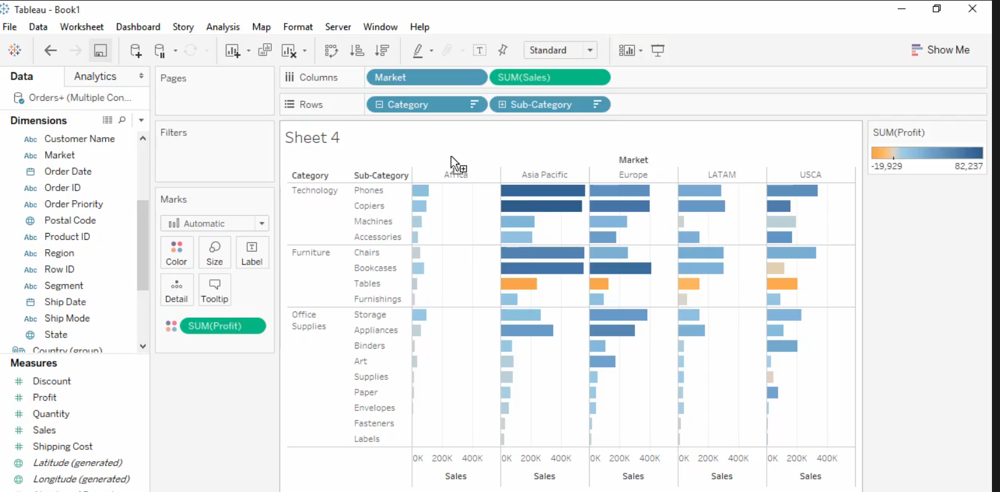 Tableau - Book1
File Data Worksheet Dashboard Story Analysis Map Format Server Window Help
Standard
Show Me
Data Analytics
Orders+ (Multiple Con...
Dimensions
Abc Customer Name
Abc Market
Order Date
Abc Order ID
Abc Order Priority
Postal Code
Abc Product ID
Abc Region
Abc Row ID
Abc Segment
Ship Date
Abc Ship Mode
State
Country (group)
Measures
# Discount
# Profit
# Quantity
# Sales
# Shipping Cost
Latitude (generated)
Longitude (generated)
Pages
Filters
Marks
Automatic
Color Size Label
Detail Tooltip
SUM(Profit)
Columns Market SUM(Sales)
Rows Category Sub-Category
Sheet 4
Market
Category Sub-Category Africa Asia Pacific Europe LATAM USCA
Technology Phones
Copiers
Machines
Accessories
Furniture Chairs
Bookcases
Tables
Furnishings
Office Storage
Supplies
Appliances
Binders
Art
Supplies
Paper
Envelopes
Fasteners
Labels
0K 200K 400K 0K 200K 400K 0K 200K 400K 0K 200K 400K 0K 200K 400K
Sales Sales Sales Sales Sales
SUM(Profit)
-19,929 82,237